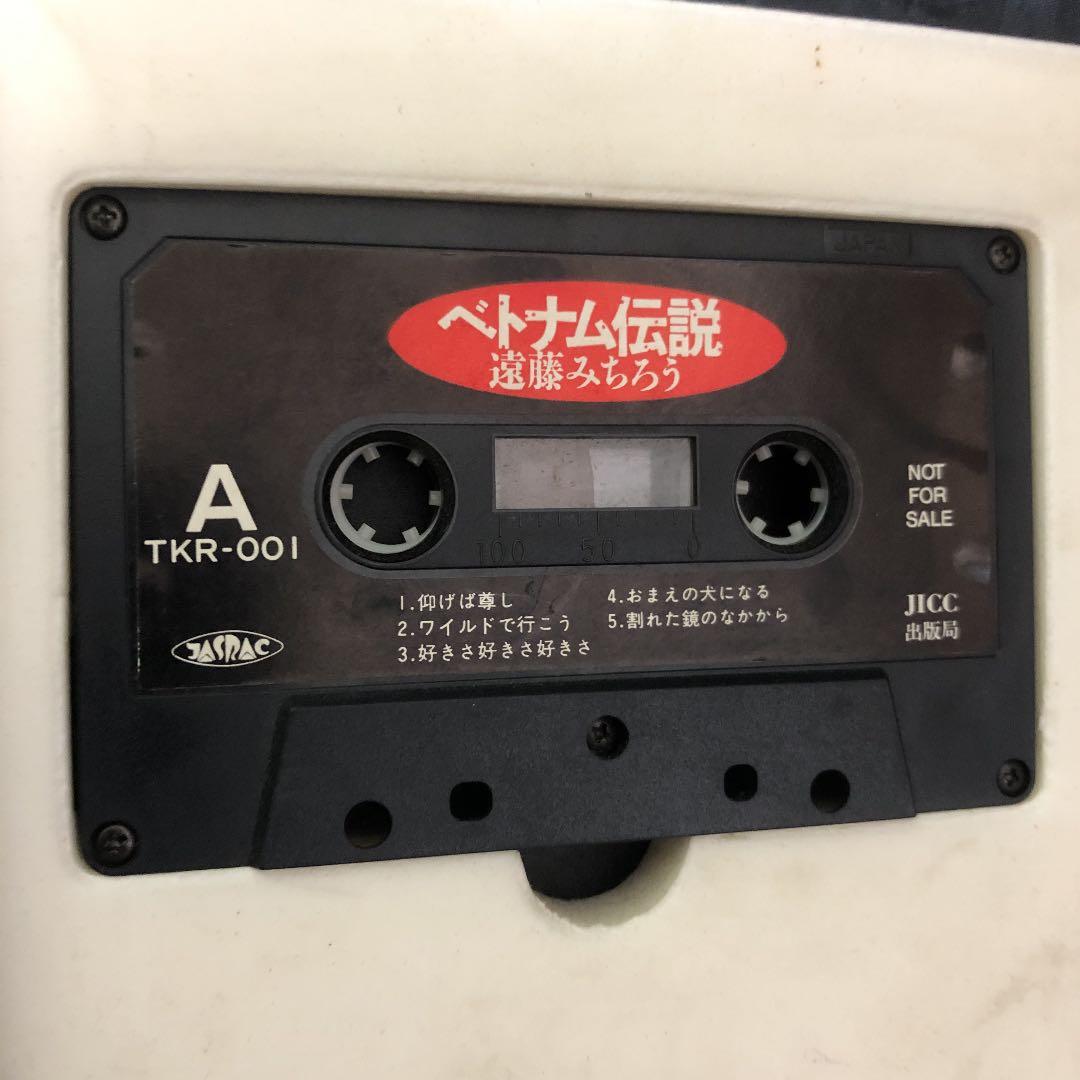 JAPAN
ベトナム伝説
遠藤みちろう
A
TKR-001
NOT
FOR
SALE
100 50 0
1.仰げば尊し
2.ワイルドで行こう
3.好きさ好きさ好きさ
4.おまえの犬になる
5.割れた鏡のなかから
JASRAC
JICC
出版局